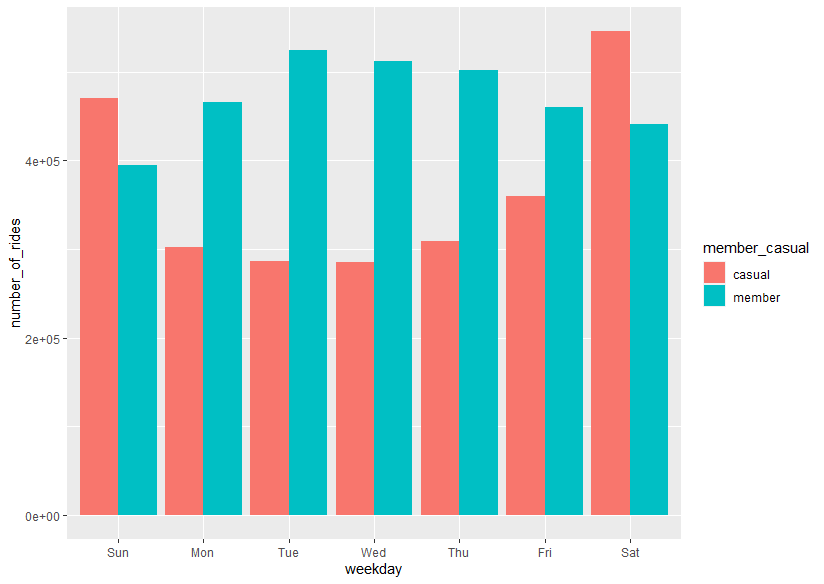 number_of_rides
4e+05
2e+05
0e+00
Sun Mon Tue Wed Thu Fri Sat
weekday
member_casual
casual
member